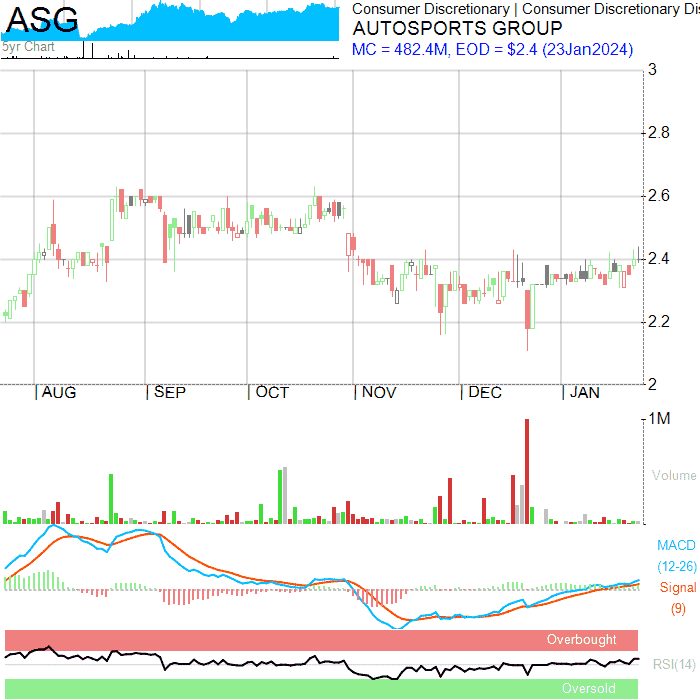 ASG
5yr Chart
Consumer Discretionary | Consumer Discretionary Dis
AUTOSPORTS GROUP
MC = 482.4M, EOD = $2.4 (23Jan2024)
3
2.8
2.6
2.4
2.2
2
| AUG | SEP | OCT | NOV | DEC | JAN
1M
Volume
MACD
(12-26)
Signal
(9)
Overbought
RSI(14)
Oversold